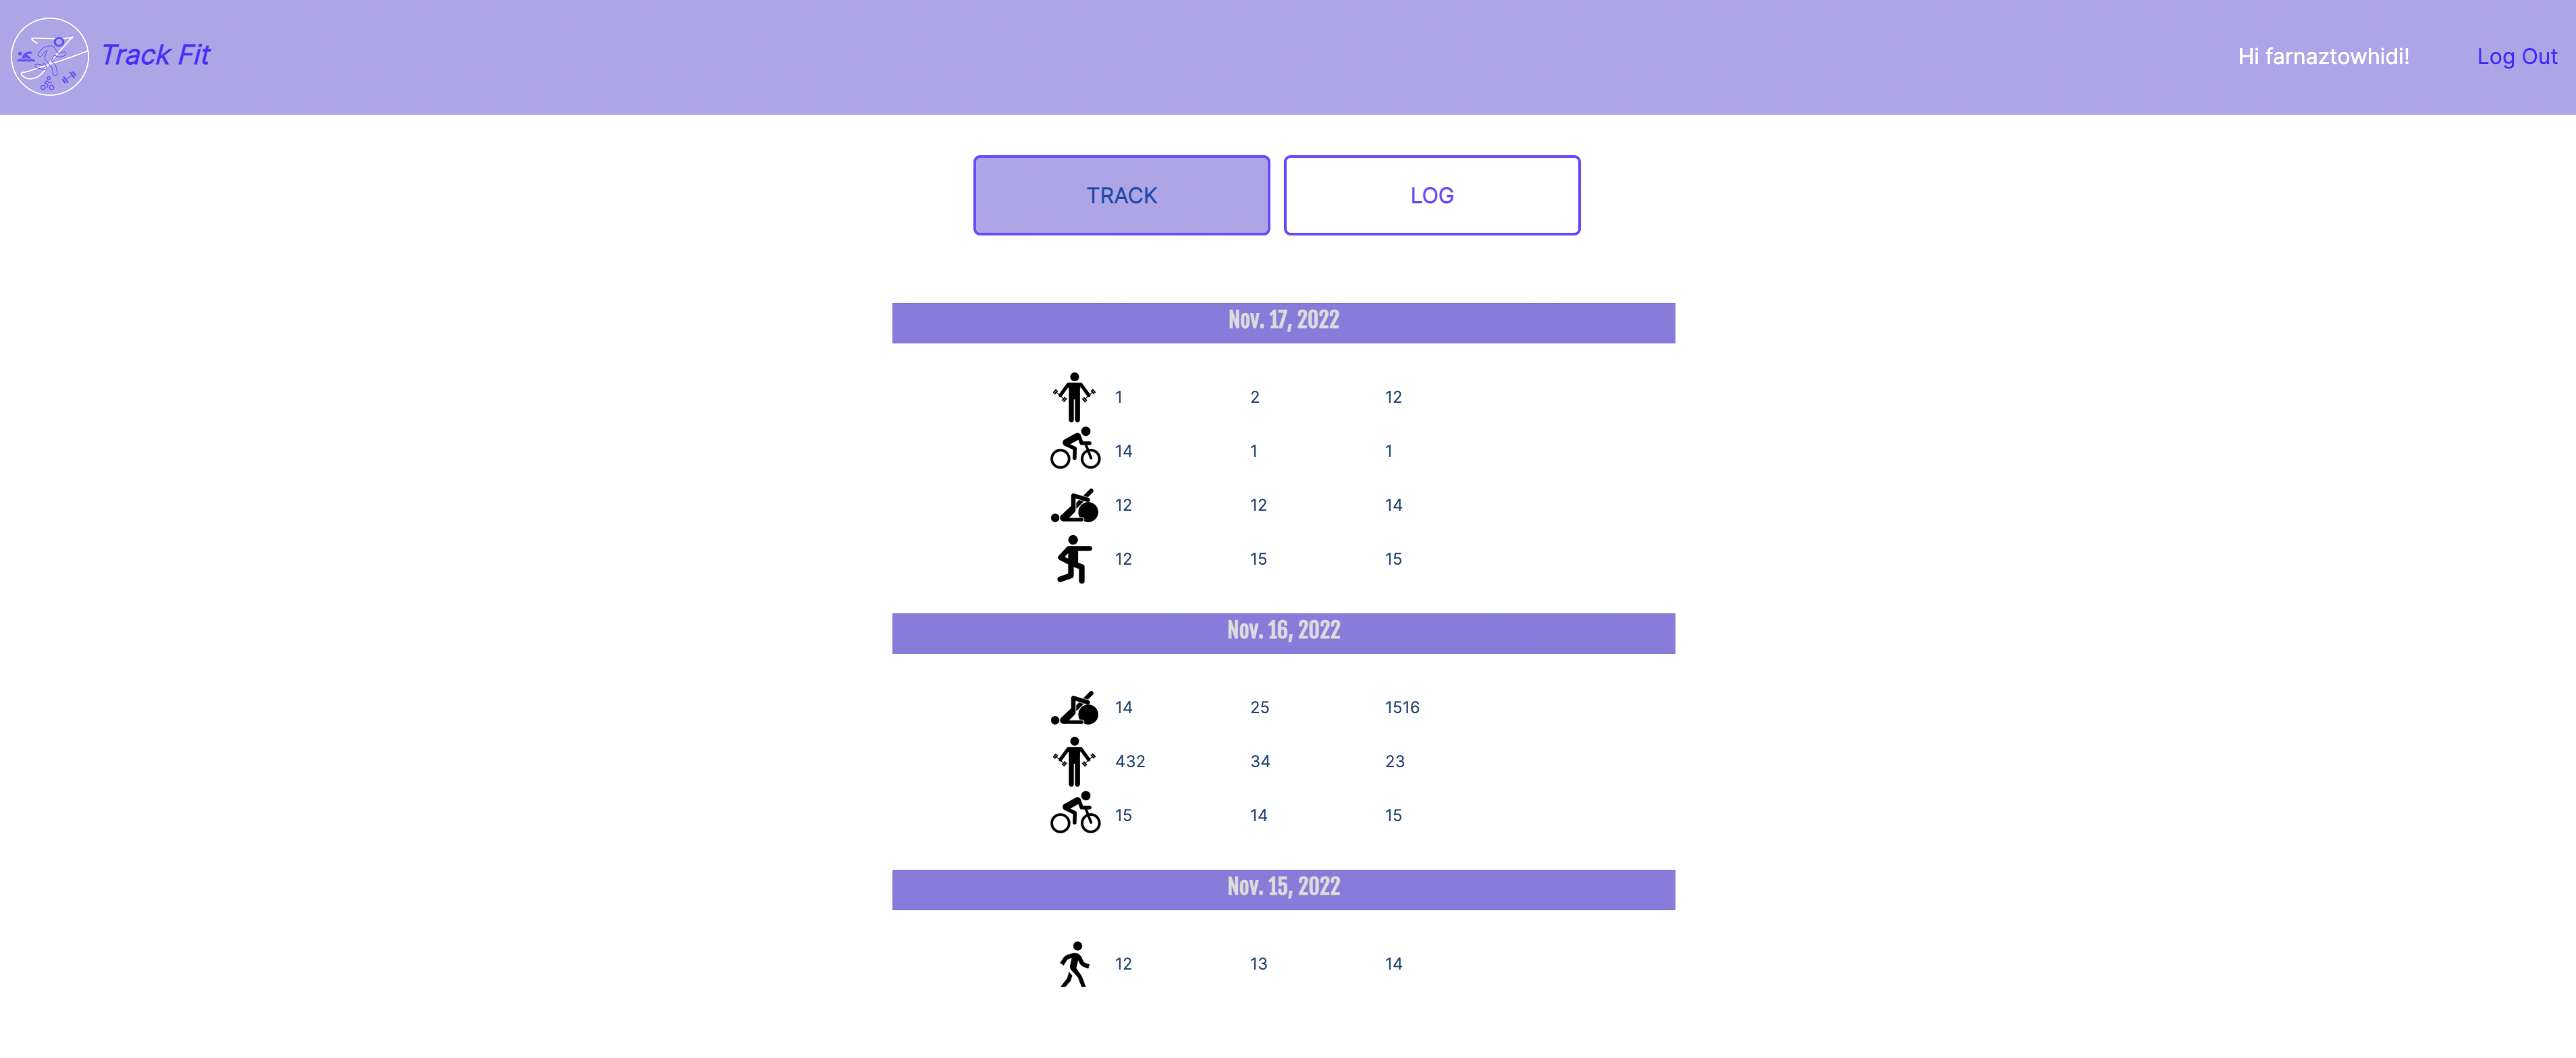 Track Fit
Hi farnaztowhidi!
Log Out
TRACK
LOG
Nov. 17, 2022
1 2 12
14 1 1
12 12 14
12 15 15
Nov. 16, 2022
14 25 1516
432 34 23
15 14 15
Nov. 15, 2022
12 13 14